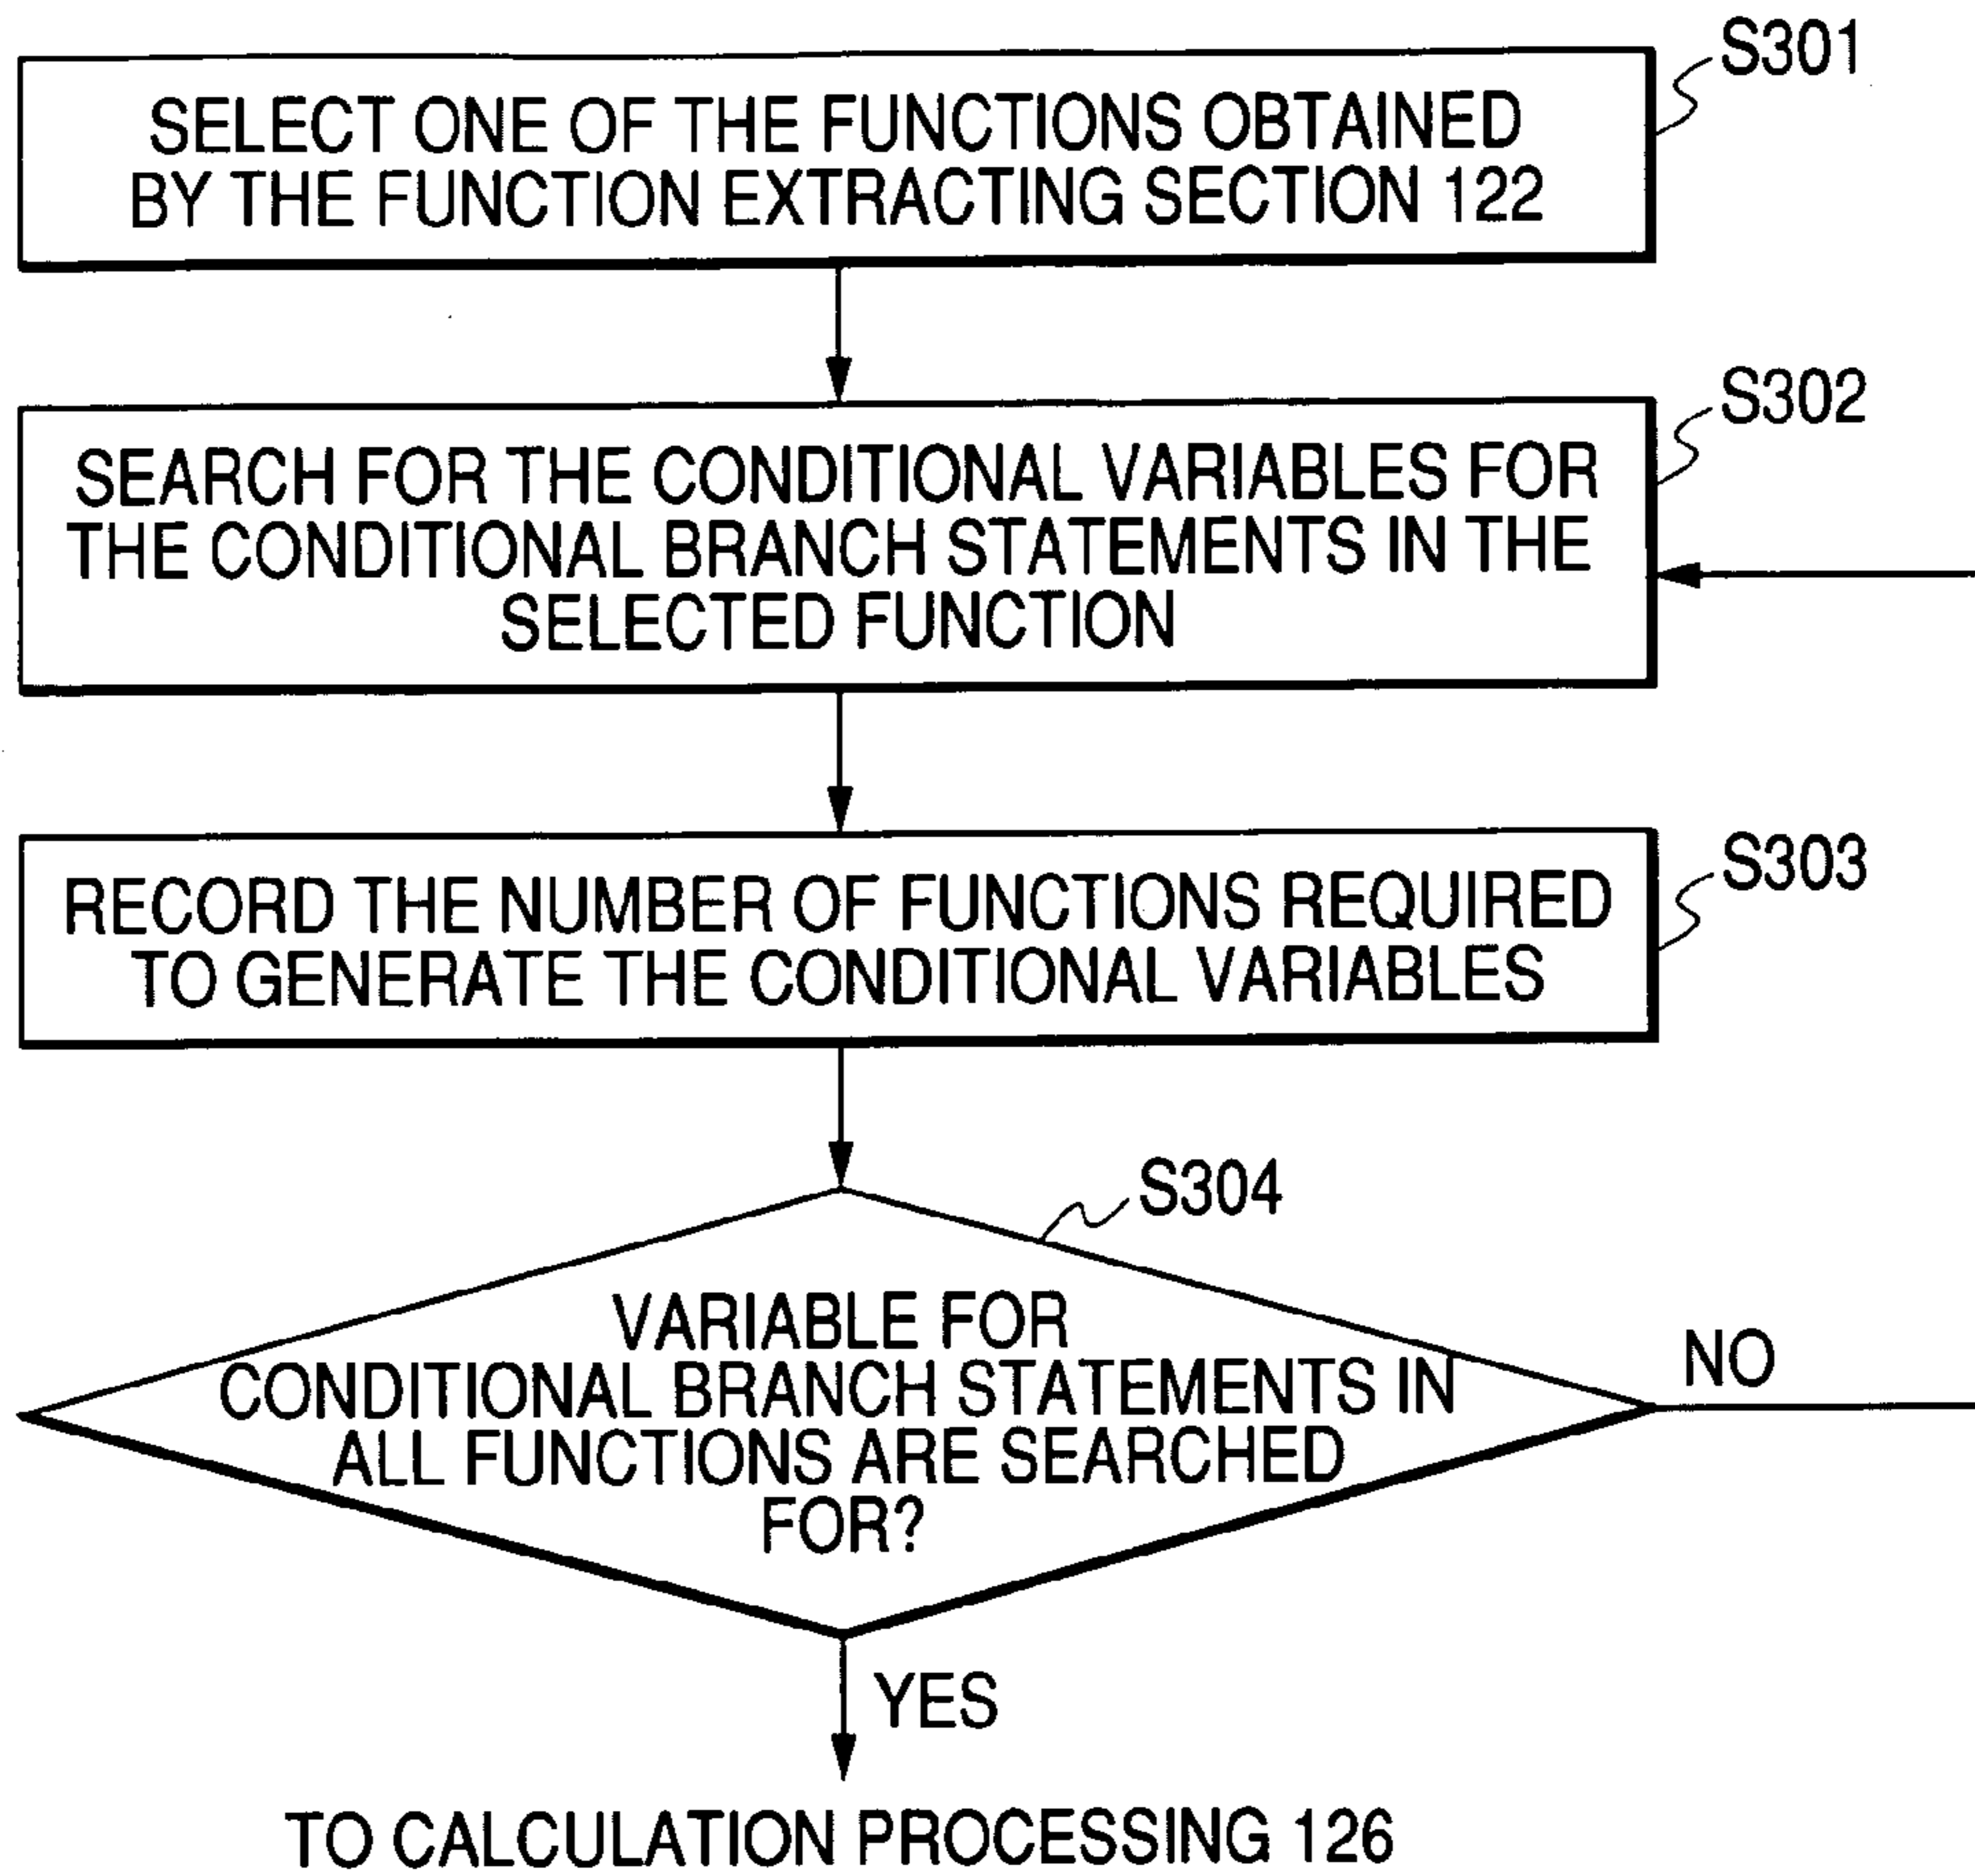 S301
SELECT ONE OF THE FUNCTIONS OBTAINED
BY THE FUNCTION EXTRACTING SECTION 122
S302
SEARCH FOR THE CONDITIONAL VARIABLES FOR
THE CONDITIONAL BRANCH STATEMENTS IN THE
SELECTED FUNCTION
S303
RECORD THE NUMBER OF FUNCTIONS REQUIRED
TO GENERATE THE CONDITIONAL VARIABLES
S304
VARIABLE FOR
CONDITIONAL BRANCH STATEMENTS IN
ALL FUNCTIONS ARE SEARCHED
FOR?
NO
YES
TO CALCULATION PROCESSING 126